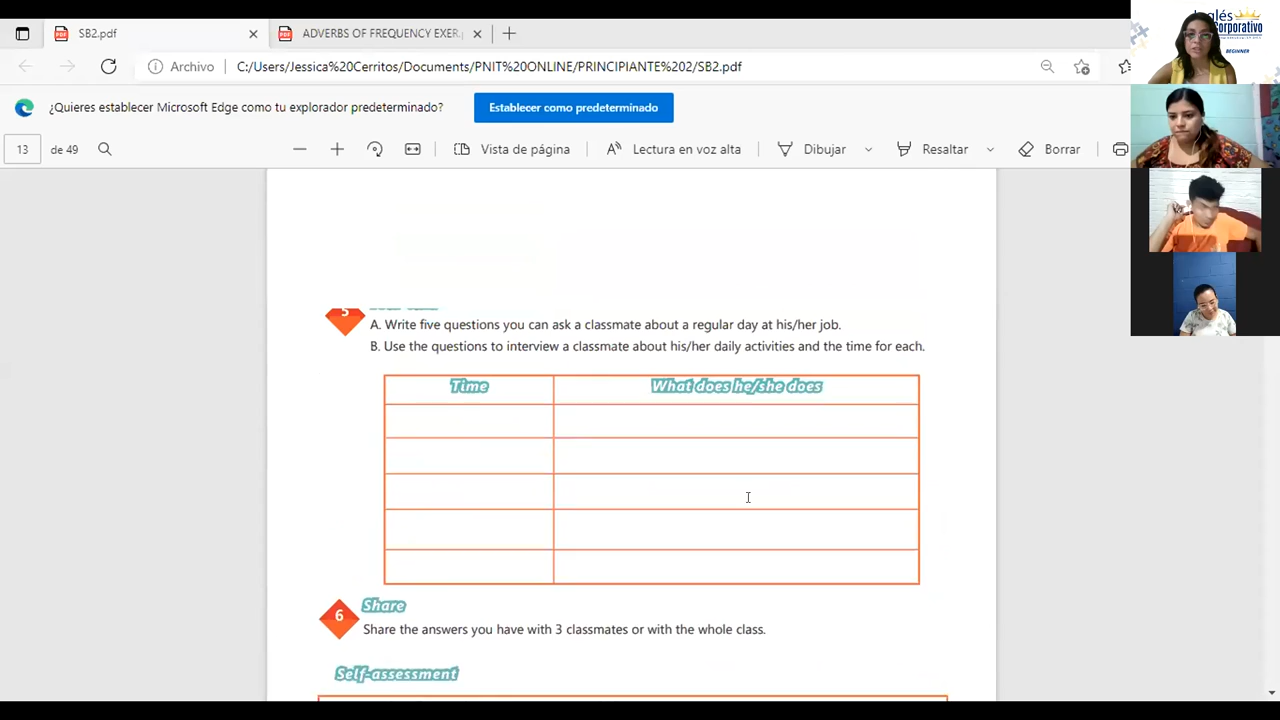 SB2.pdf
ADVERBS OF FREQUENCY EXER.
Archivo
C:/Users/Jessica%20Cerritos/Documents/PNIT%20ONLINE/PRINCIPIANTE%202/SB2.pdf
¿Quieres establecer Microsoft Edge como tu explorador predeterminado?
Establecer como predeterminado
13
de 49
Vista de página
Lectura en voz alta
Dibujar
Resaltar
Borrar
Inglés
Corporativo
BEGINNER
5
A. Write five questions you can ask a classmate about a regular day at his/her job.
B. Use the questions to interview a classmate about his/her daily activities and the time for each.
Time
What does he/she does
6
Share
Share the answers you have with 3 classmates or with the whole class.
Self-assessment